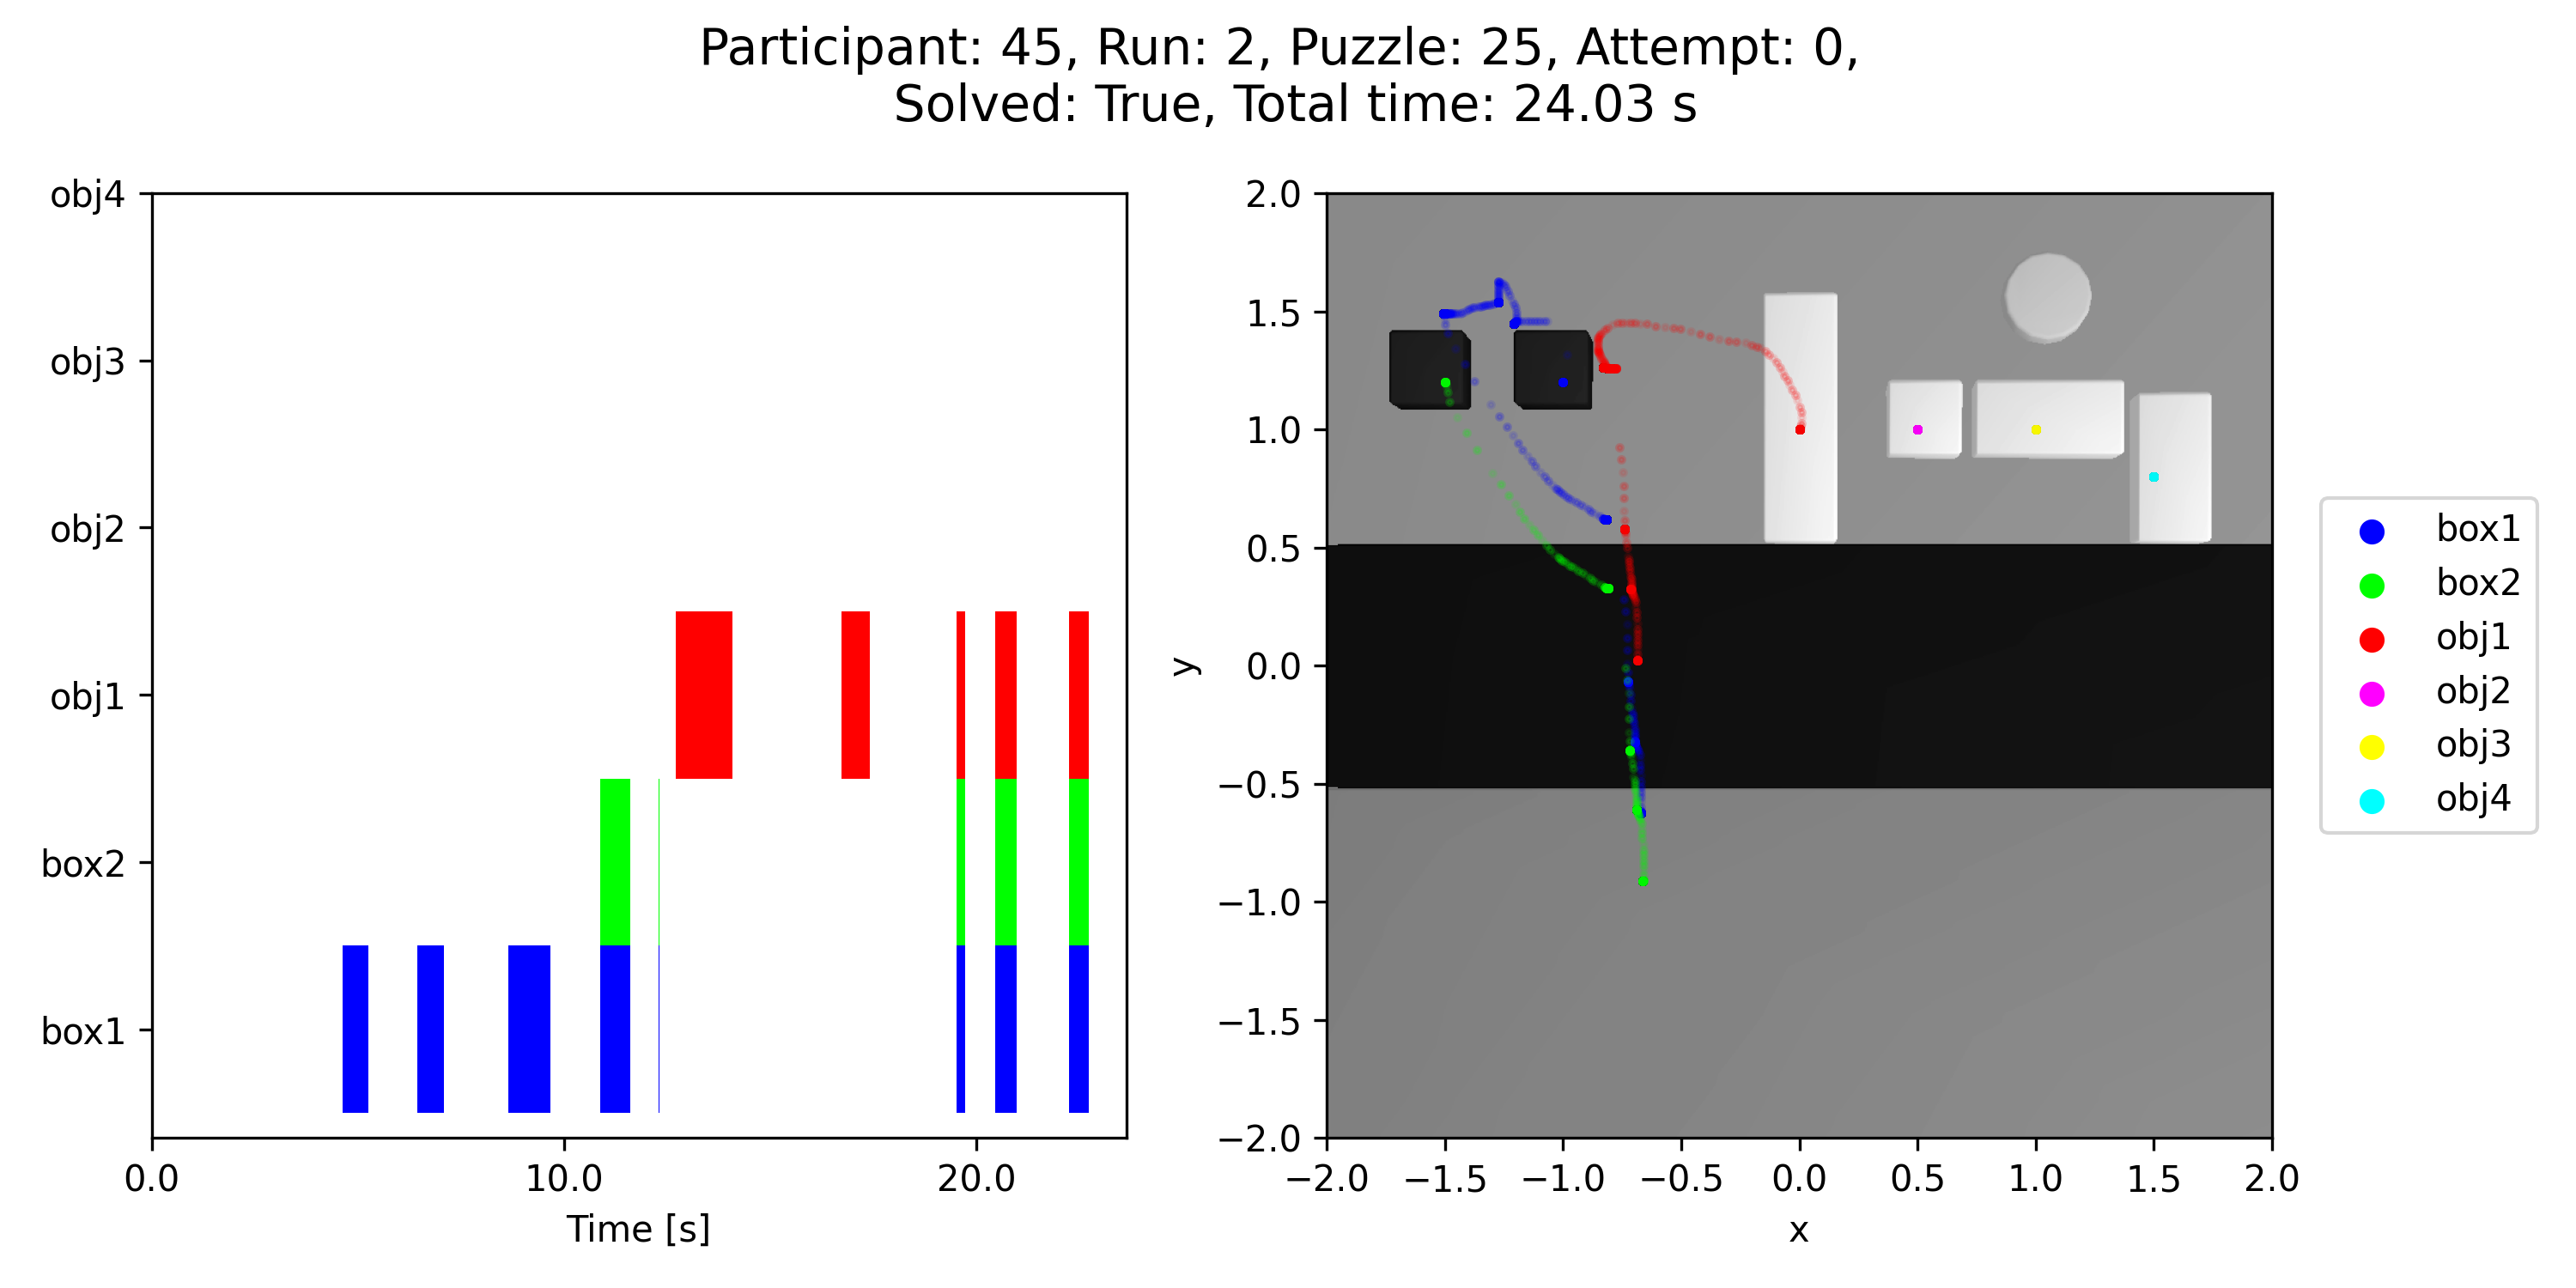 Participant: 45, Run: 2, Puzzle: 25, Attempt: 0,
Solved: True, Total time: 24.03 s
obj4
obj3
obj2
obj1
box2
box1
0.0 10.0 20.0
Time [s]
2.0
1.5
1.0
0.5
0.0
−0.5
−1.0
−1.5
−2.0
y
−2.0 −1.5 −1.0 −0.5 0.0 0.5 1.0 1.5 2.0
x
box1
box2
obj1
obj2
obj3
obj4